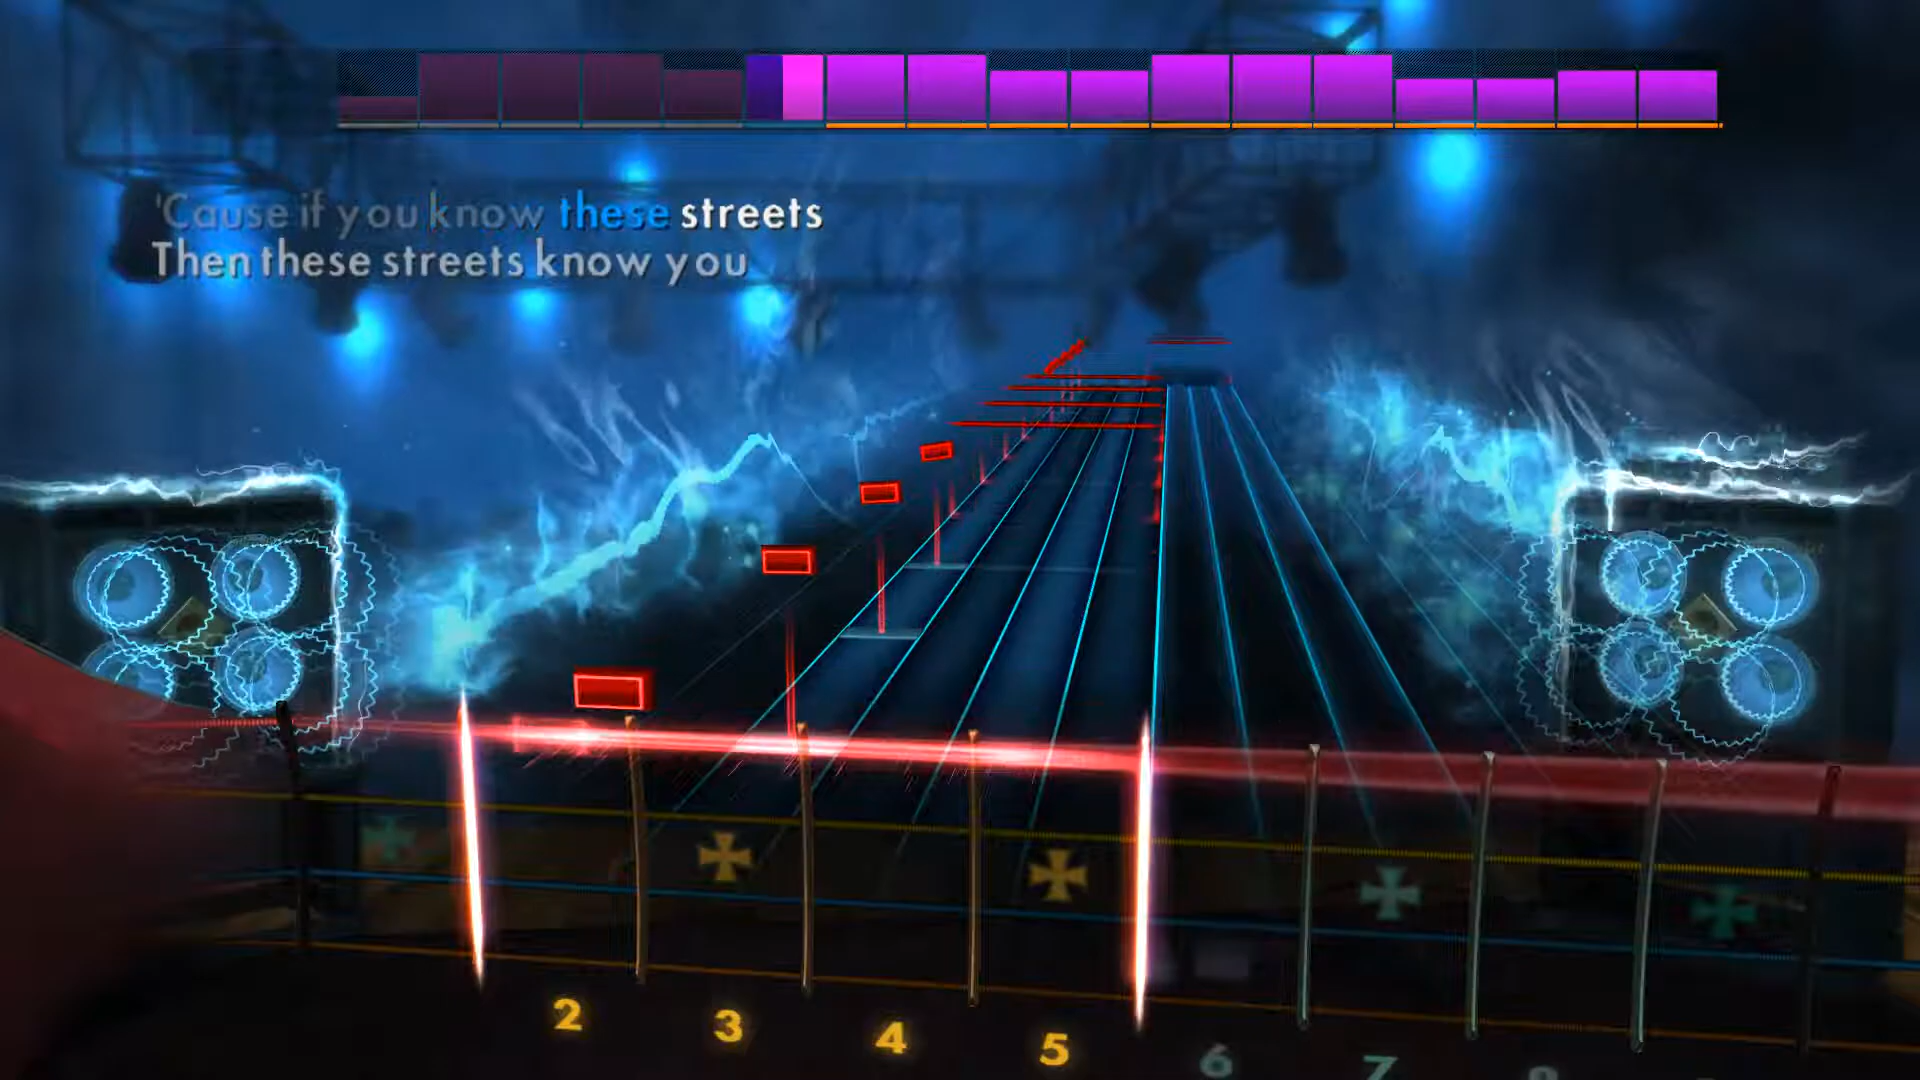 'Cause if you know these streets
Then these streets know you
2 3 4 5 6 7